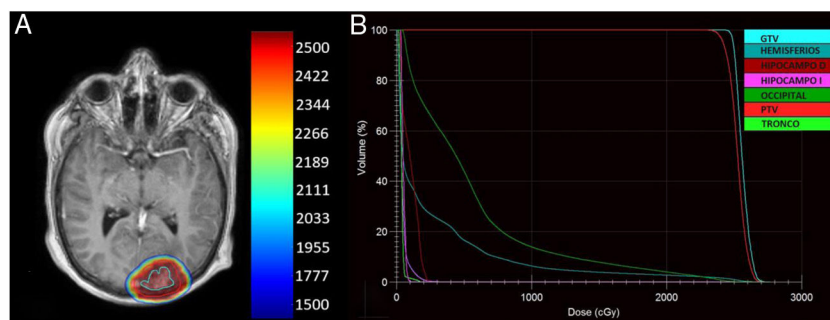 A
2500
2422
2344
2266
2189
2111
2033
1955
1777
1500
B
100
80
60
40
20
0
0
1000
2000
3000
Volume (%)
Dose (cGy)
GTV
HEMISFERIOS
HIPOCAMPO D
HIPOCAMPO I
OCCIPITAL
PTV
TRONCO